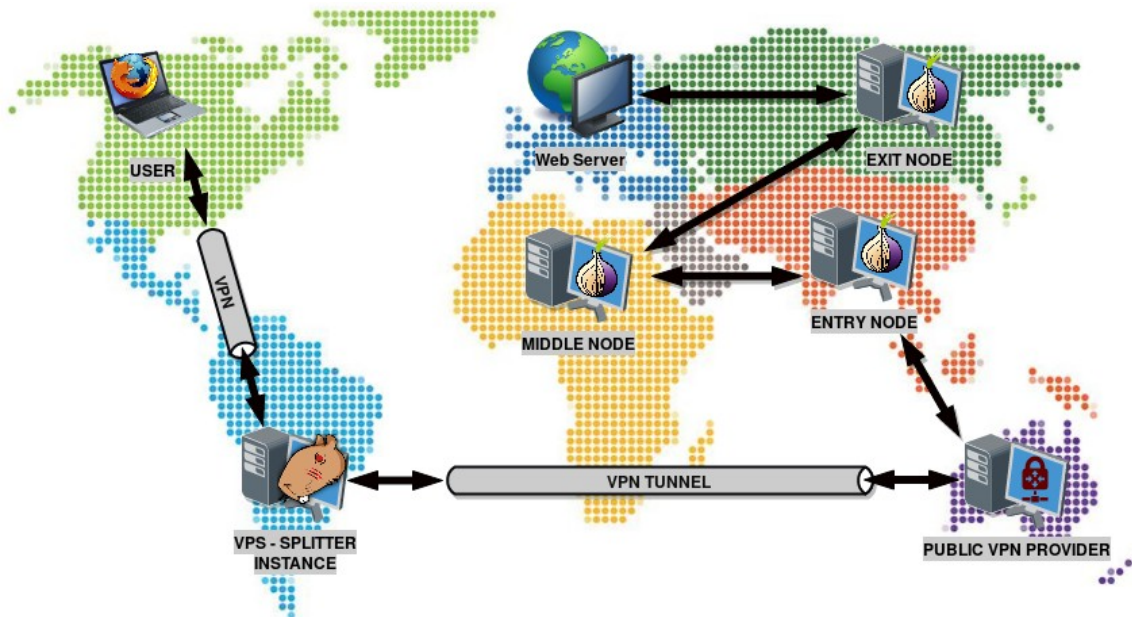 USER
Web Server
EXIT NODE
VPN
MIDDLE NODE
ENTRY NODE
VPN TUNNEL
VPS - SPLITTER
INSTANCE
PUBLIC VPN PROVIDER